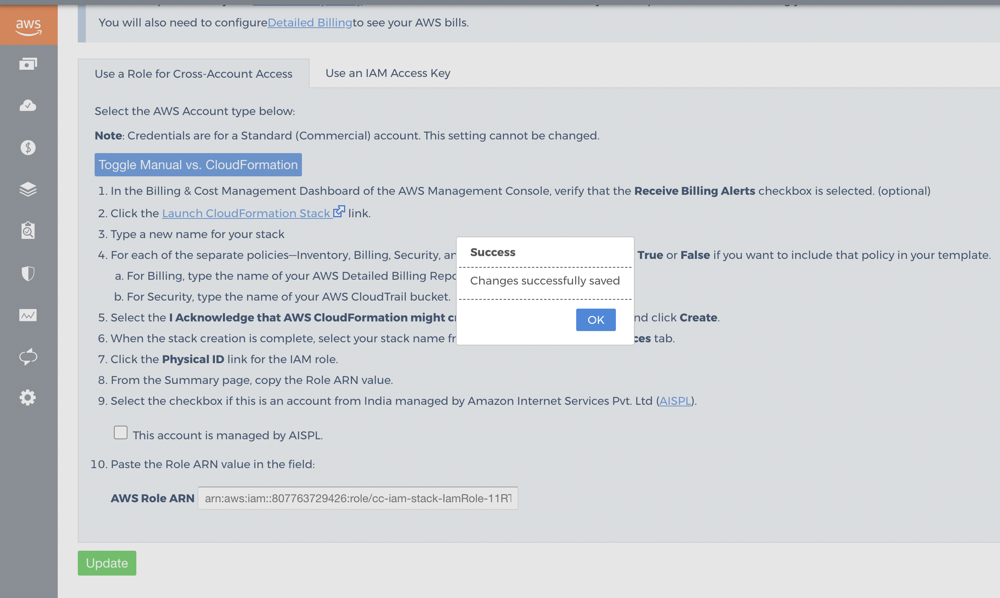 aws
You will also need to configureDetailed Billingto see your AWS bills.
Use a Role for Cross-Account Access
Use an IAM Access Key
Select the AWS Account type below:
Note: Credentials are for a Standard (Commercial) account. This setting cannot be changed.
Toggle Manual vs. CloudFormation
1. In the Billing & Cost Management Dashboard of the AWS Management Console, verify that the Receive Billing Alerts checkbox is selected. (optional)
2. Click the Launch CloudFormation Stack link.
3. Type a new name for your stack
4. For each of the separate policies—Inventory, Billing, Security, True or False if you want to include that policy in your template.
a. For Billing, type the name of your AWS Detailed Billing
b. For Security, type the name of your AWS CloudTrail bucket.
5. Select the I Acknowledge that AWS CloudFormation might click Create.
6. When the stack creation is complete, select your stack name tab.
7. Click the Physical ID link for the IAM role.
8. From the Summary page, copy the Role ARN value.
9. Select the checkbox if this is an account from India managed by Amazon Internet Services Pvt. Ltd (AISPL).
This account is managed by AISPL.
10. Paste the Role ARN value in the field:
AWS Role ARN arn:aws:iam::807763729426:role/cc-iam-stack-IamRole-11R
Update
Success
Changes successfully saved
OK